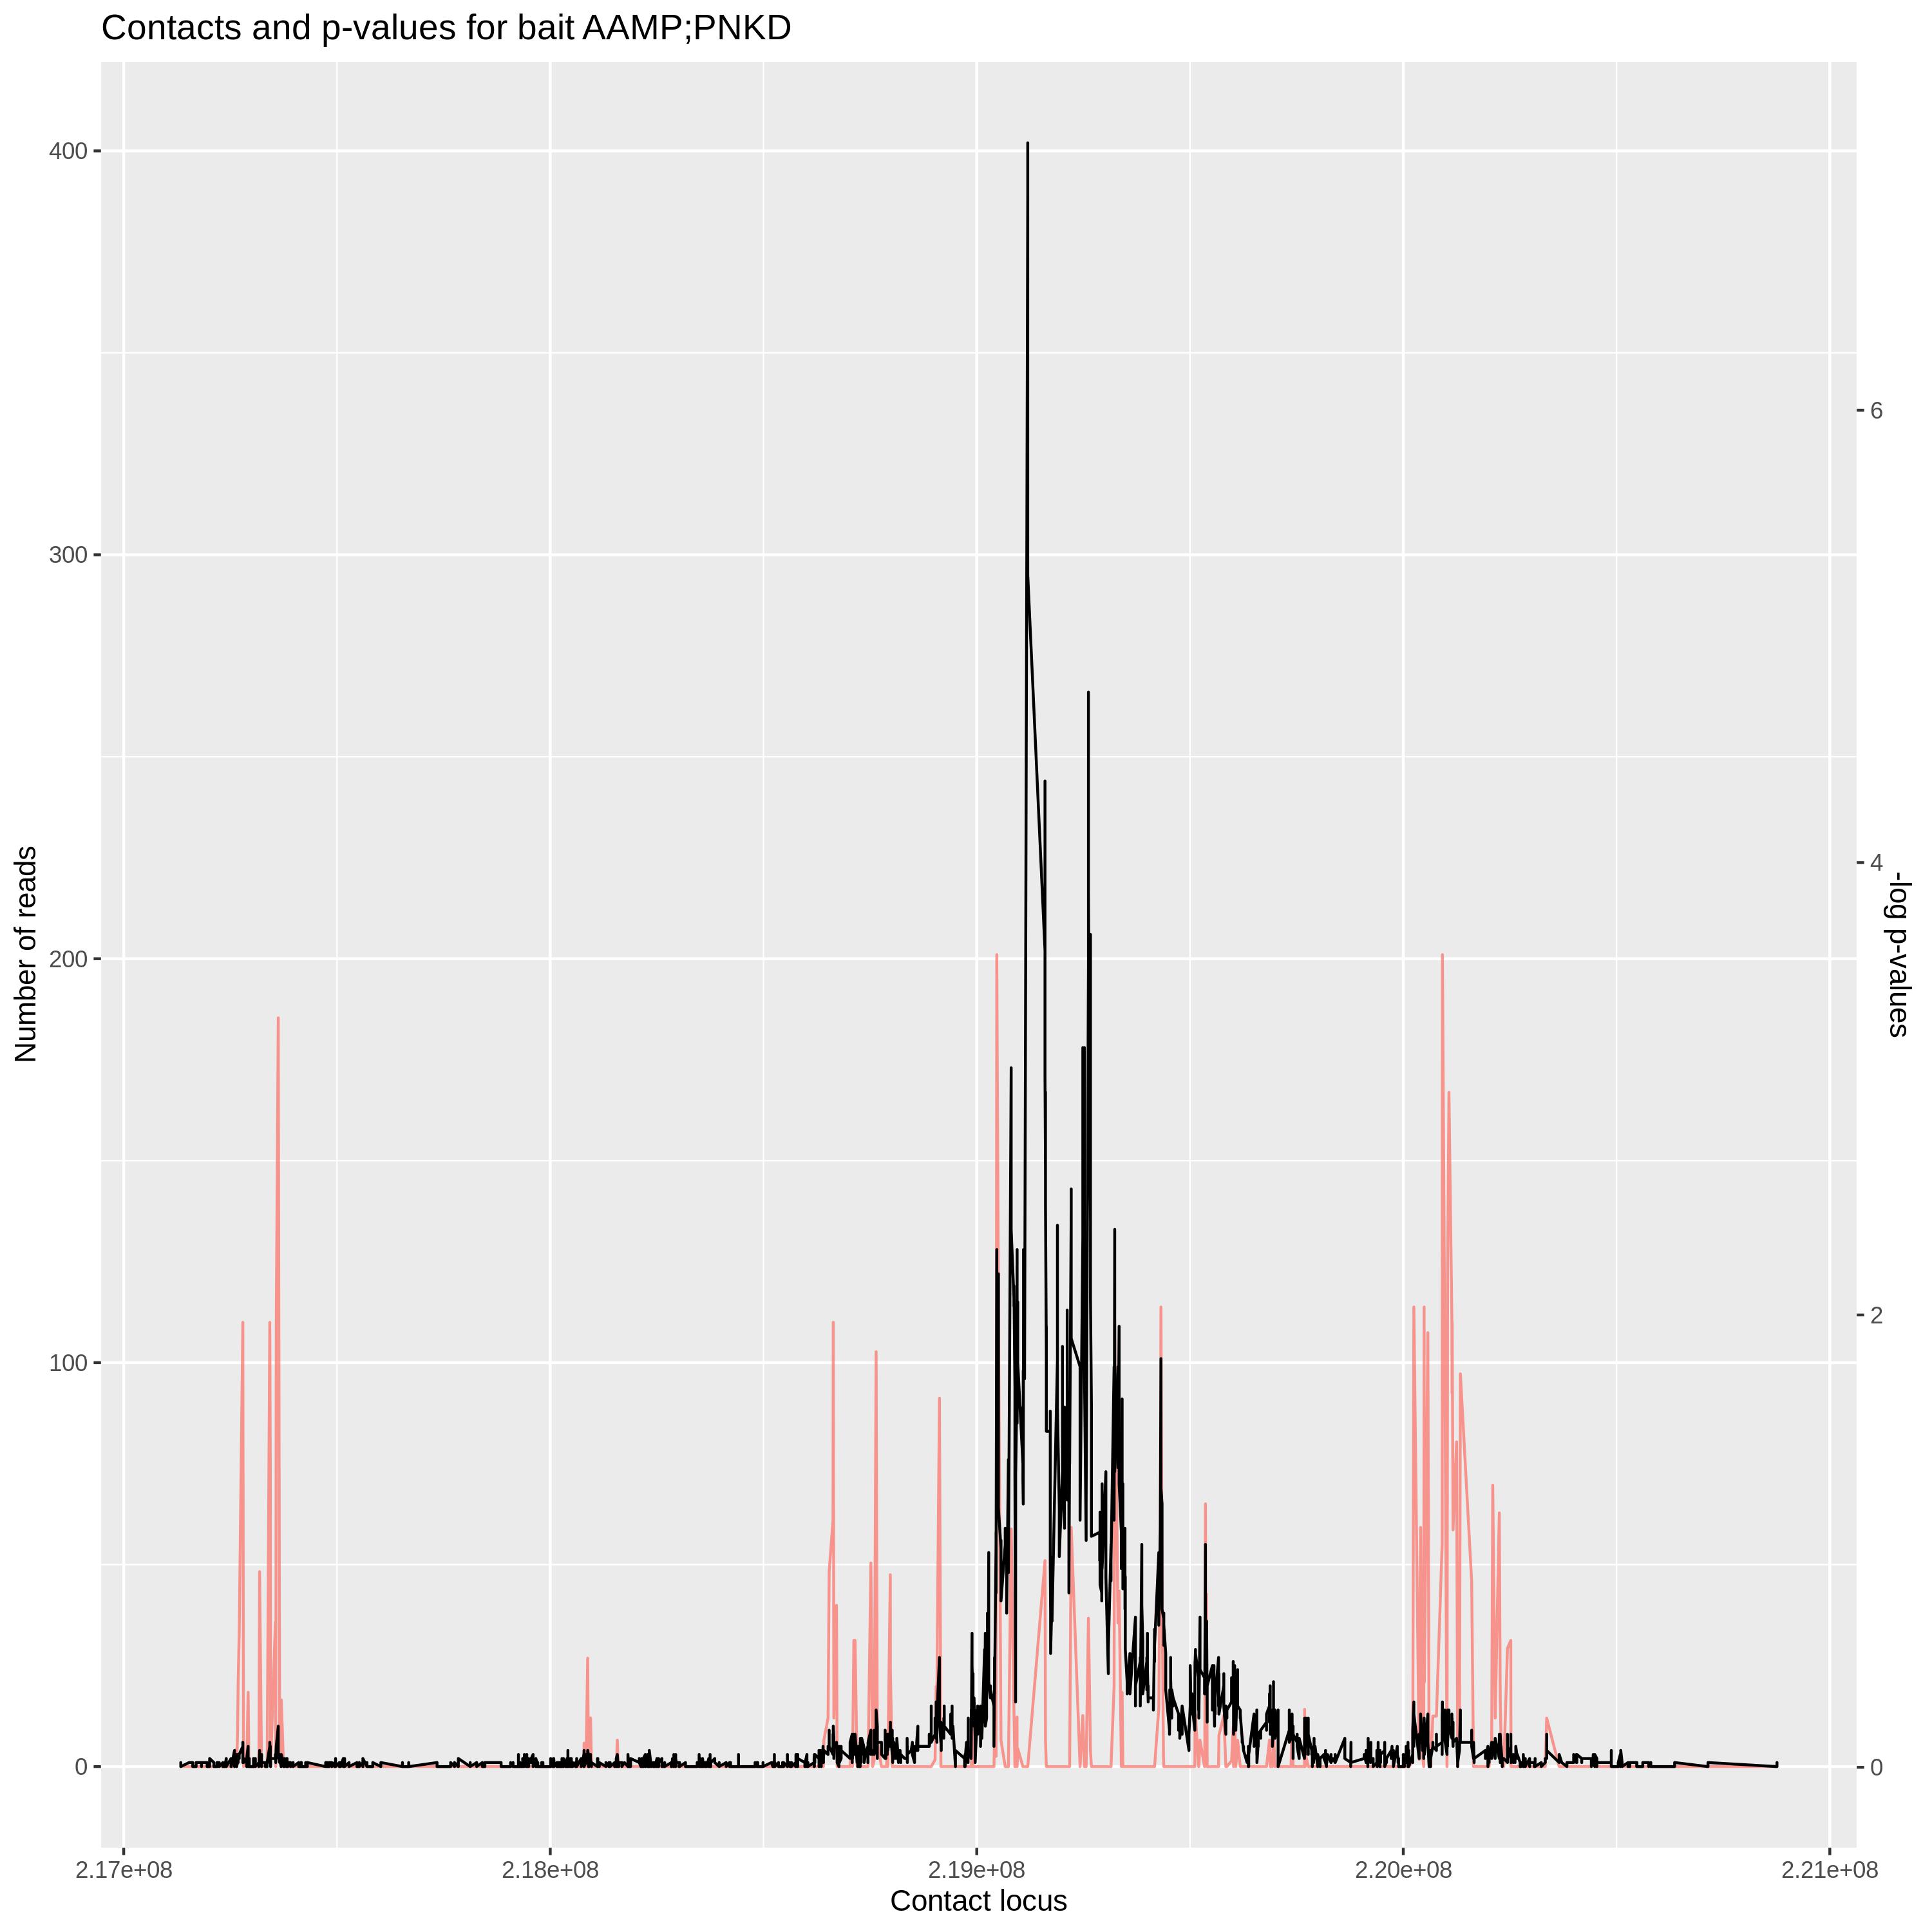 Contacts and p-values for bait AAMP;PNKD
400
300
200
100
0
Number of reads
6
4
2
0
-log p-values
2.17e+08
2.18e+08
2.19e+08
2.20e+08
2.21e+08
Contact locus